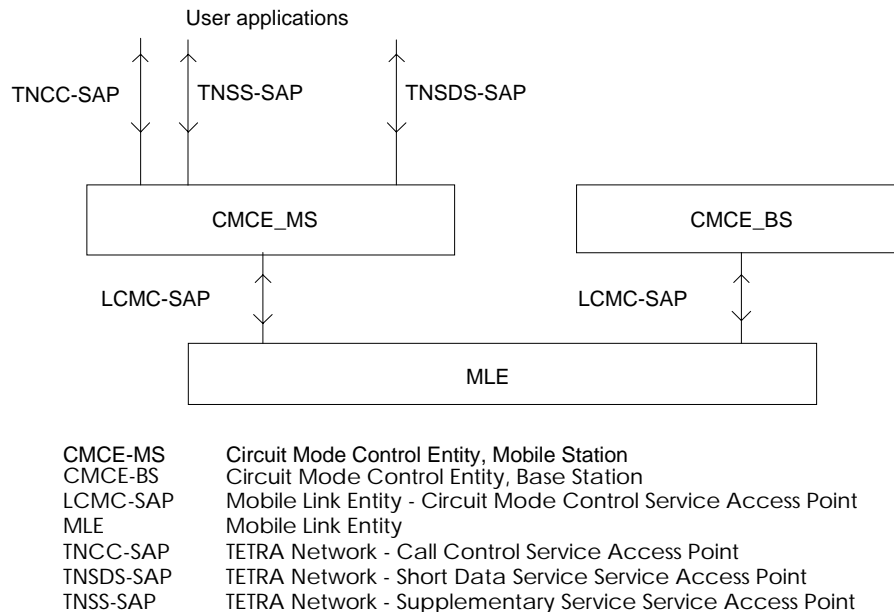 User applications
TNCC-SAP TNSS-SAP TNSDS-SAP
CMCE_MS CMCE_BS
LCMC-SAP LCMC-SAP
MLE
CMCE-MS Circuit Mode Control Entity, Mobile Station
CMCE-BS Circuit Mode Control Entity, Base Station
LCMC-SAP Mobile Link Entity - Circuit Mode Control Service Access Point
MLE Mobile Link Entity
TNCC-SAP TETRA Network - Call Control Service Access Point
TNSDS-SAP TETRA Network - Short Data Service Service Access Point
TNSS-SAP TETRA Network - Supplementary Service Service Access Point